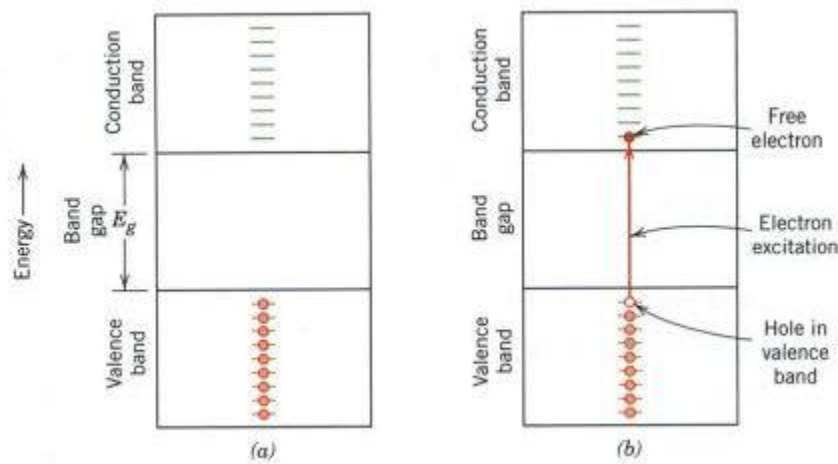 Energy
Conduction
band
Band
gap
E_g
Valence
band
(a)
Conduction
band
Band gap
Valence
band
(b)
Free
electron
Electron
excitation
Hole in
valence
band